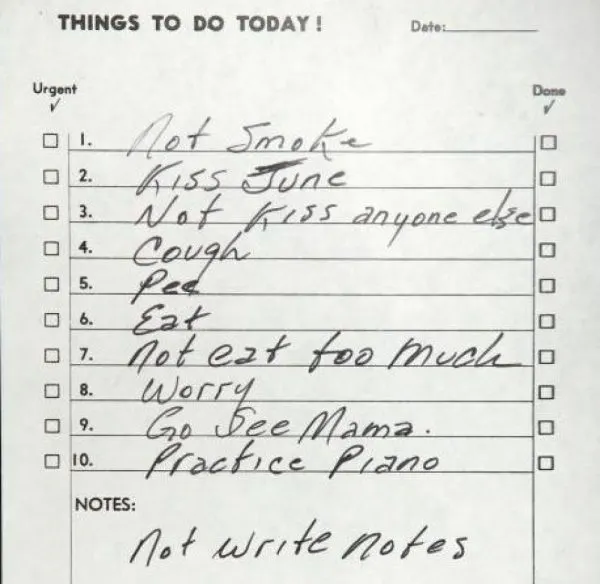 THINGS TO DO TODAY!
Date:
Urgent
Done
1. Not Smoke
2. Kiss June
3. Not Kiss anyone else
4. Cough
5. Pee
6. Eat
7. Not eat too much
8. Worry
9. Go See Mama.
10. Practice Piano
NOTES:
Not write notes